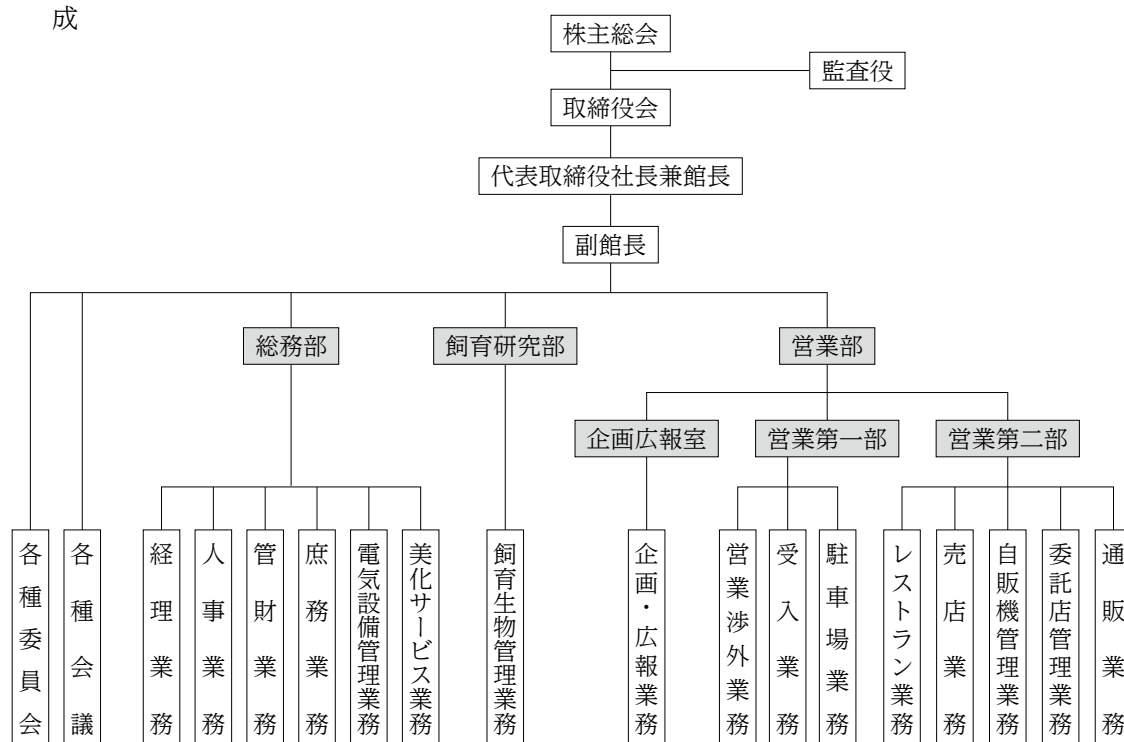 成
株主総会
監査役
取締役会
代表取締役社長兼館長
副館長
総務部
飼育研究部
営業部
企画広報室
営業第一部
営業第二部
各種委員会
各種会議
経理業務
人事業務
管財業務
庶務業務
電気設備管理業務
美化サービス業務
飼育生物管理業務
企画・広報業務
営業渉外業務
受入業務
駐車場業務
レストラン業務
売店業務
自販機管理業務
委託店管理業務
通販業務